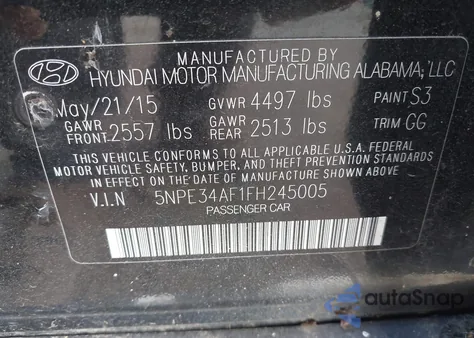 MANUFACTURED BY
HYUNDAI MOTOR MANUFACTURING ALABAMA, LLC
May/21/15 GVWR 4497 lbs PAINT S3
GAWR FRONT 2557 lbs GAWR REAR 2513 lbs TRIM GG
THIS VEHICLE CONFORMS TO ALL APPLICABLE U.S.A FEDERAL
MOTOR VEHICLE SAFETY, BUMPER, AND THEFT PREVENTION STANDARDS
IN EFFECT ON THE DATE OF MANUFACTURE SHOWN ABOVE.
V.I.N 5NPE34AF1FH245005
PASSENGER CAR
autoSnap